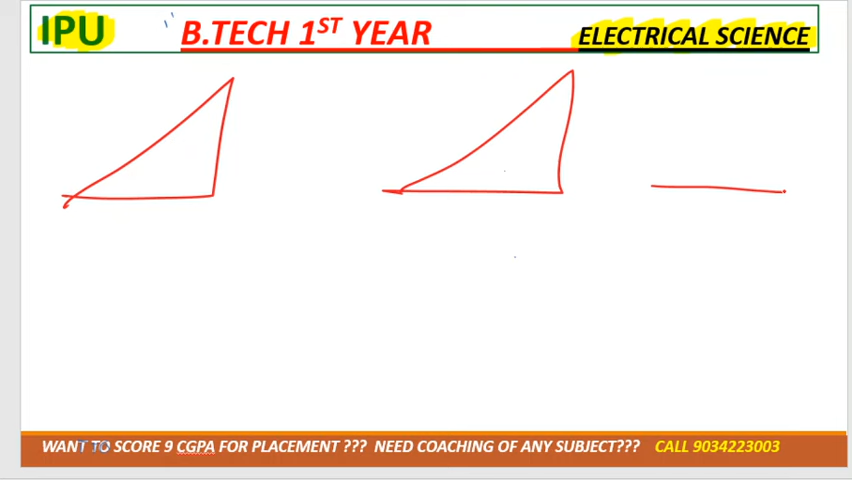 IPU B.TECH 1ST YEAR ELECTRICAL SCIENCE
WANT TO SCORE 9 CGPA FOR PLACEMENT ??? NEED COACHING OF ANY SUBJECT??? CALL 9034223003